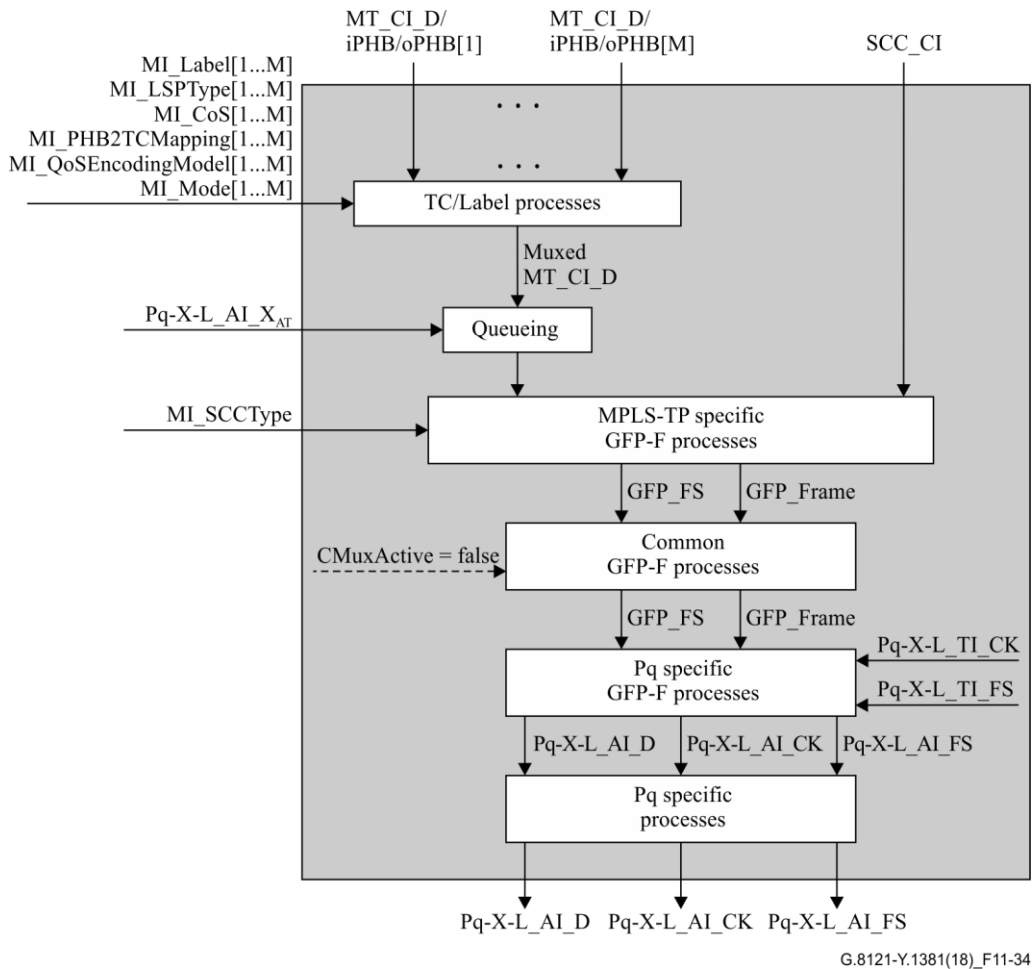 MT_CI_D/
iPHB/oPHB[1]
MT_CI_D/
iPHB/oPHB[M]
SCC_CI
MI_Label[1...M]
MI_LSPType[1...M]
MI_CoS[1...M]
MI_PHB2TCMapping[1...M]
MI_QoSEncodingModel[1...M]
MI_Mode[1...M]
. . .
. . .
TC/Label processes
Muxed
MT_CI_D
Pq-X-L_AI_X_AT
Queueing
MI_SCCType
MPLS-TP specific
GFP-F processes
GFP_FS
GFP_Frame
CMuxActive = false
Common
GFP-F processes
GFP_FS
GFP_Frame
Pq specific
GFP-F processes
Pq-X-L_TI_CK
Pq-X-L_TI_FS
Pq-X-L_AI_D
Pq-X-L_AI_CK
Pq-X-L_AI_FS
Pq specific
processes
Pq-X-L_AI_D
Pq-X-L_AI_CK
Pq-X-L_AI_FS
G.8121-Y.1381(18)_F11-34